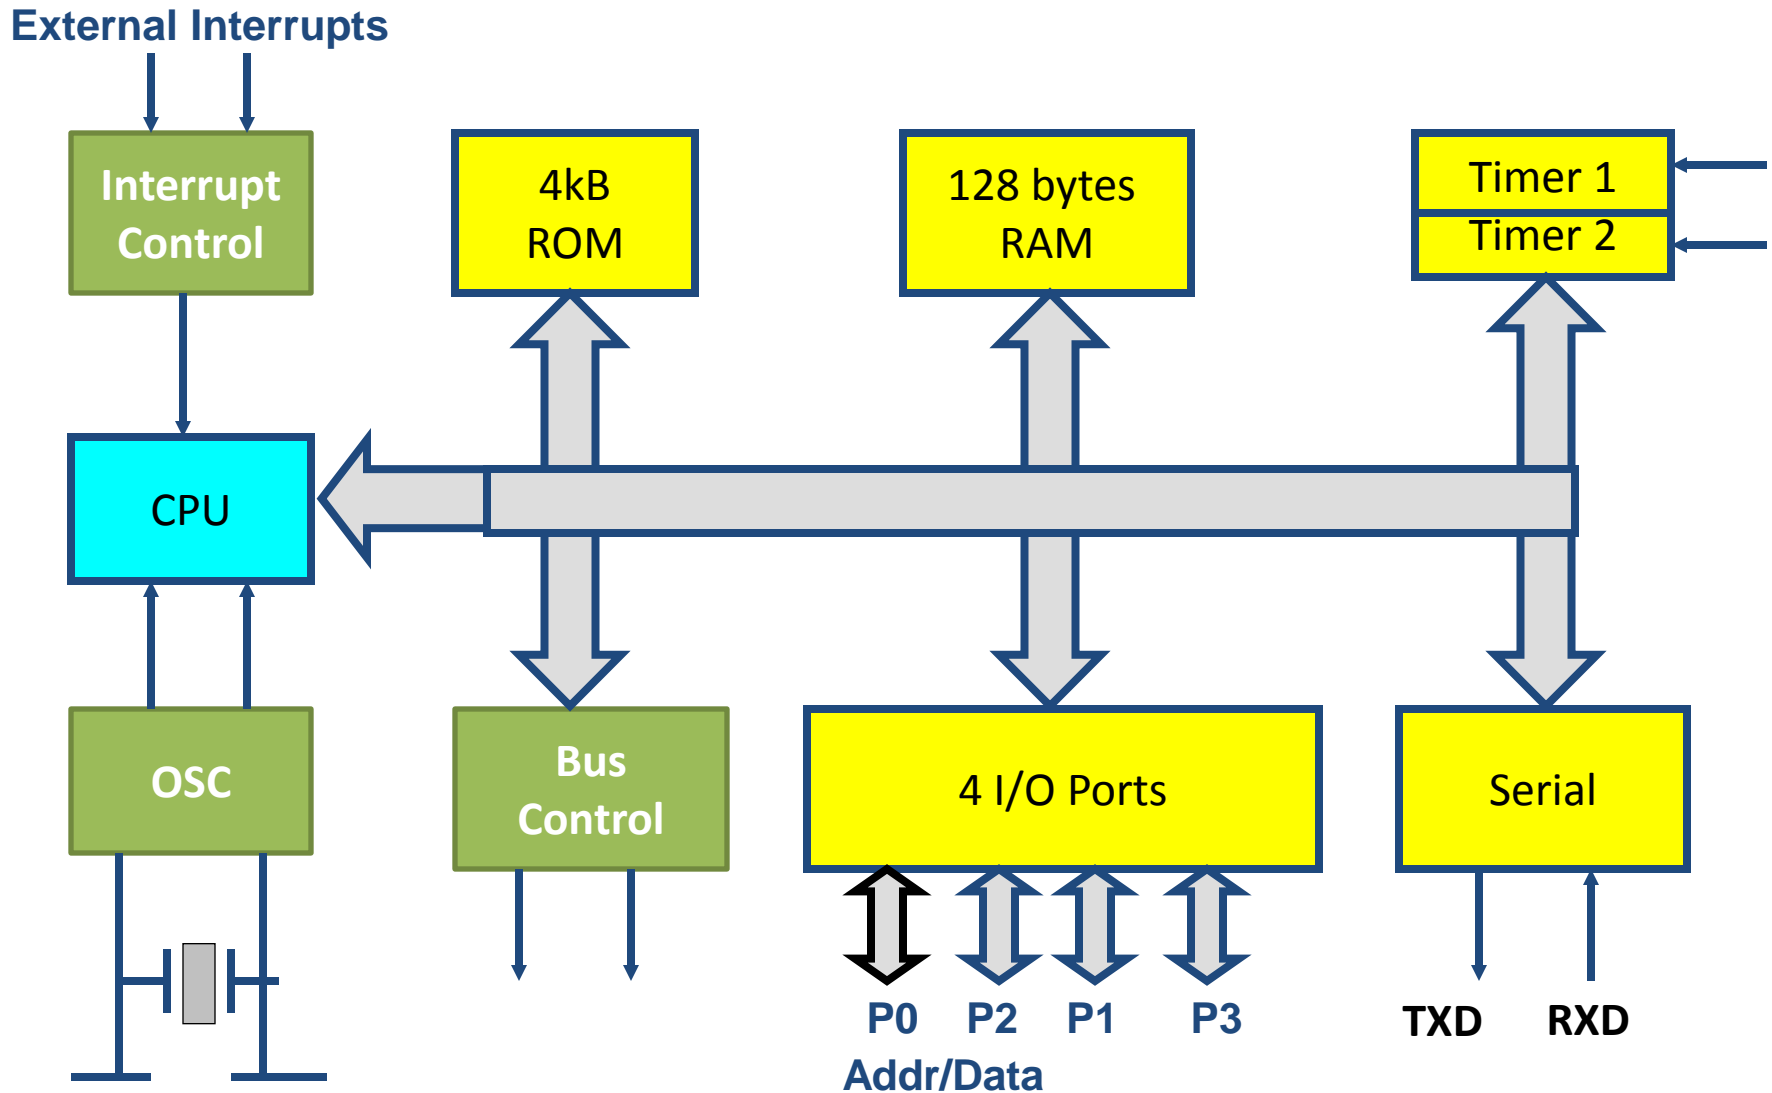 External Interrupts
Interrupt
Control
4kB
ROM
128 bytes
RAM
Timer 1
Timer 2
CPU
OSC
Bus
Control
4 I/O Ports
Serial
P0 P2 P1 P3
TXD RXD
Addr/Data